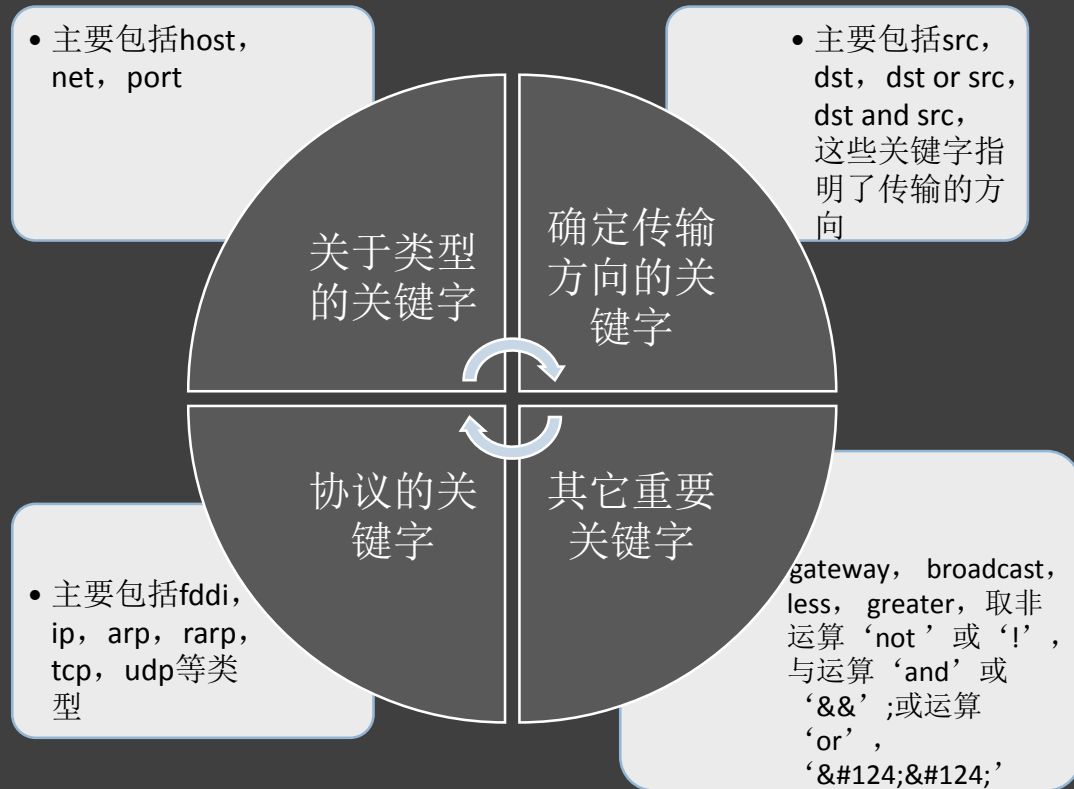 主要包括host，
net，port
主要包括src，
dst，dst or src，
dst and src，
这些关键字指
明了传输的方
向
关于类型
的关键字
确定传输
方向的关
键字
协议的关
键字
其它重要
关键字
主要包括fddi，
ip，arp，rarp，
tcp，udp等类
型
gateway，broadcast，
less，greater，取非
运算‘not ’或‘!’，
与运算‘and’或
‘&&’;或运算
‘or’，
‘&#124;&#124;’